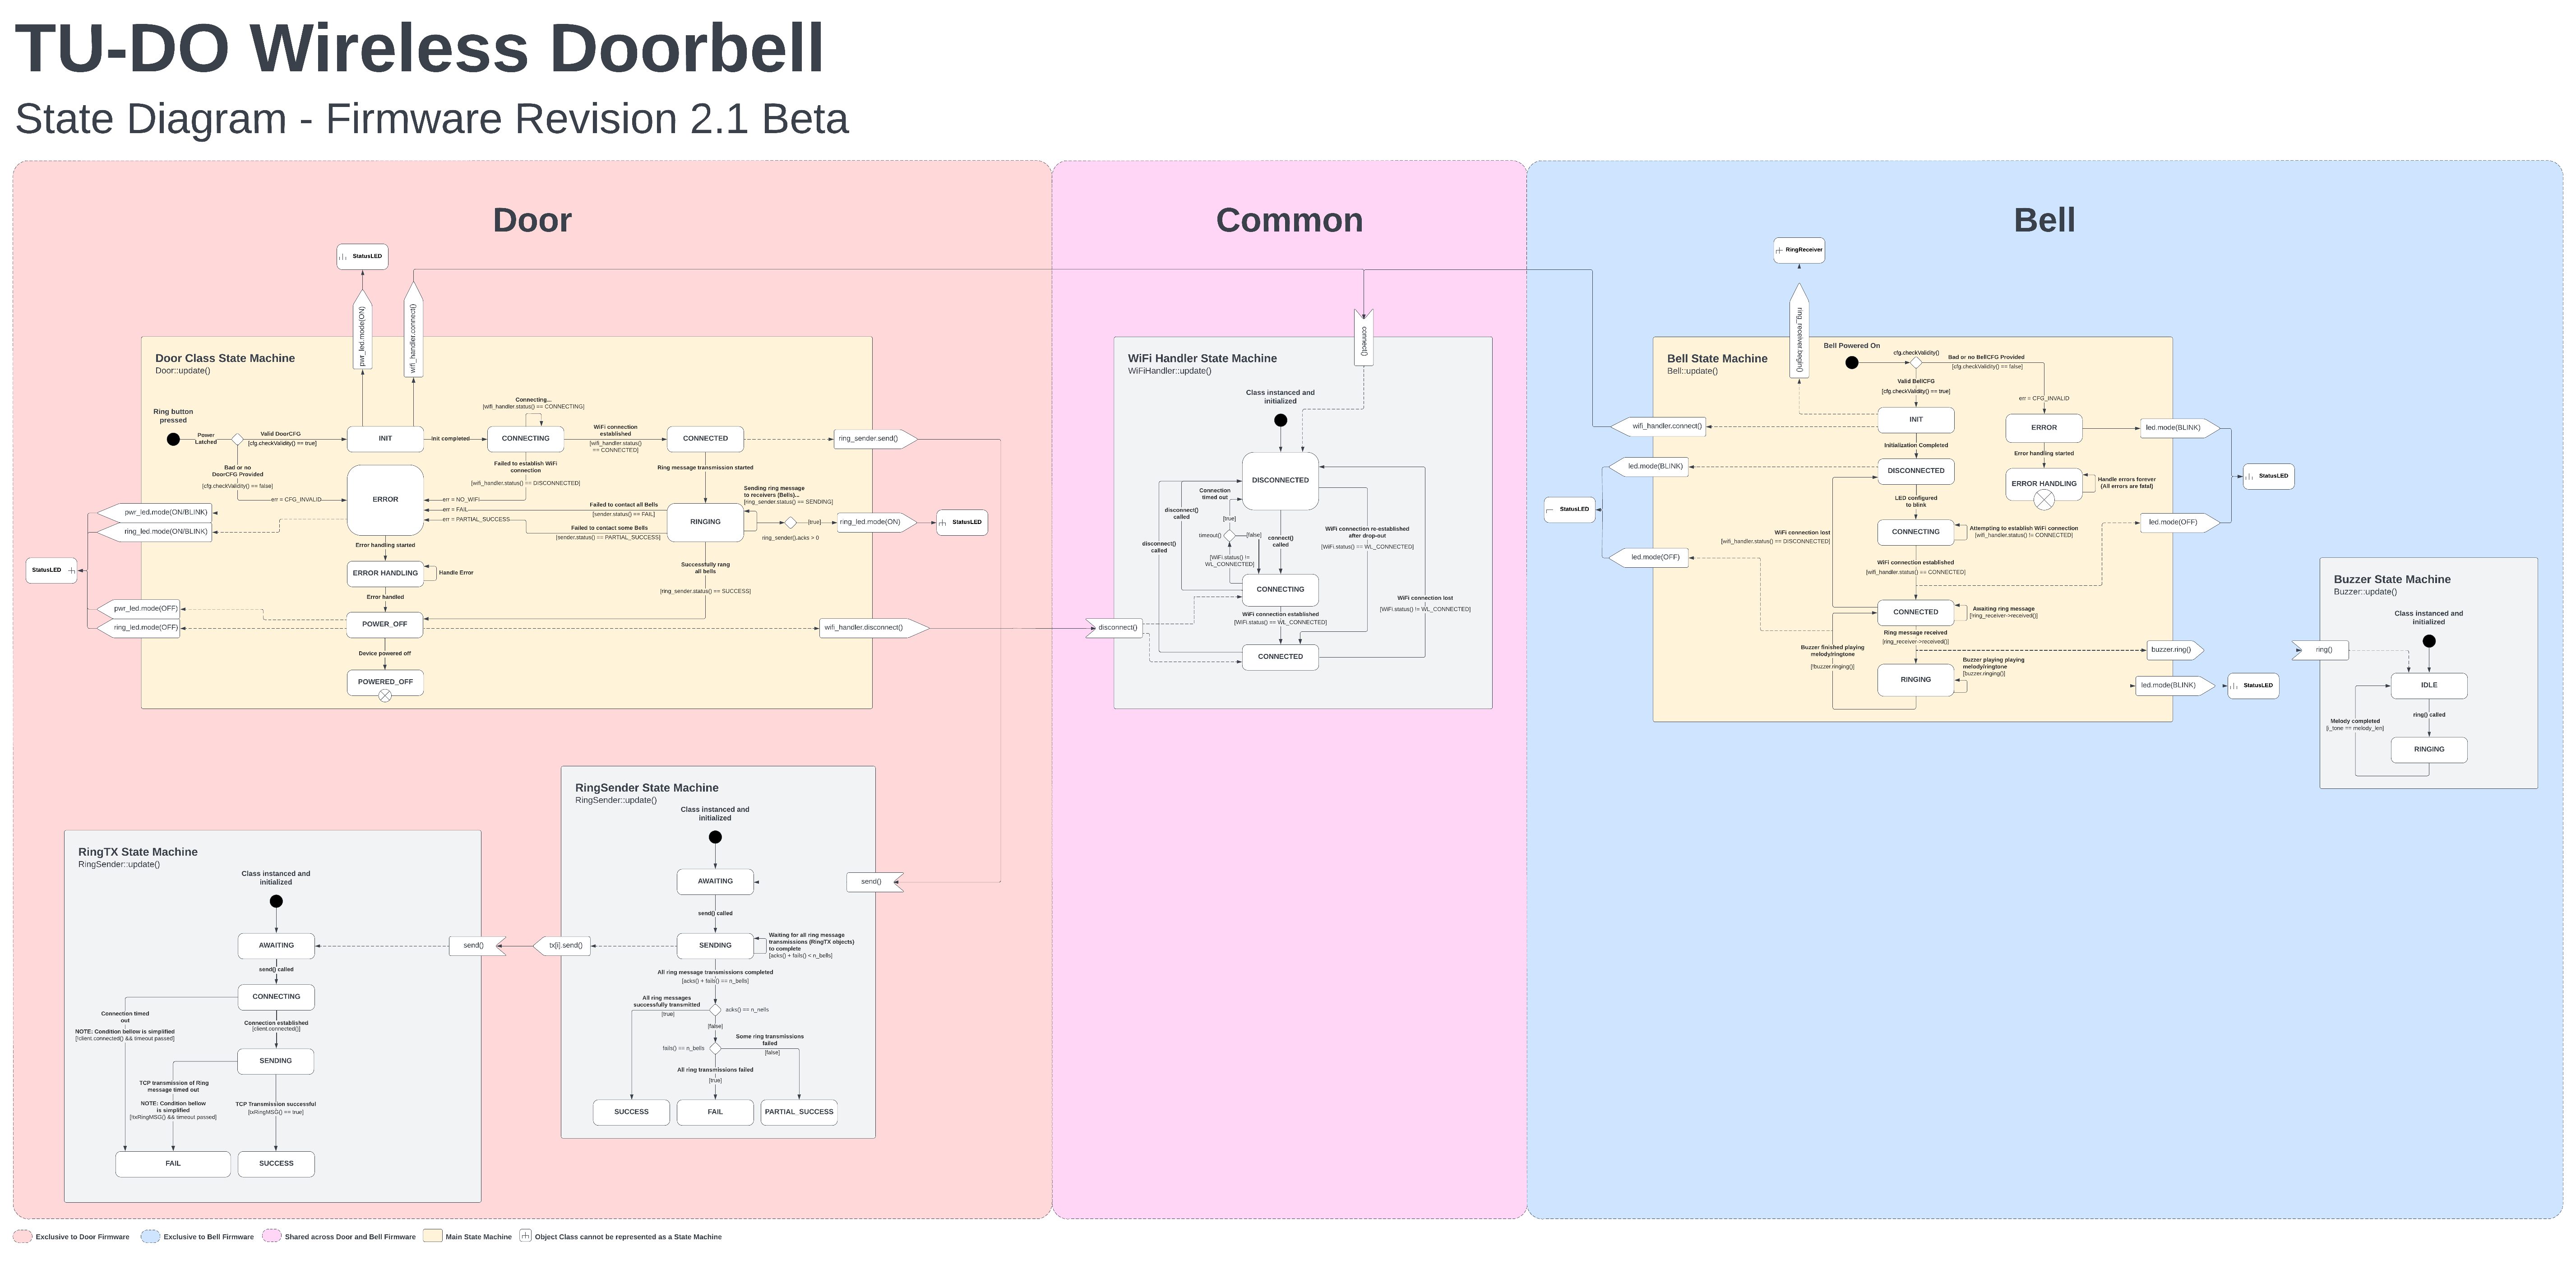 TU-DO Wireless Doorbell
State Diagram - Firmware Revision 2.1 Beta
Door
StatusLED
pwr_led.mode(ON)
wifi_handler.connect()
Door Class State Machine
Door::update()
Ring button
pressed
Power
Latched
Valid DoorCFG
[cfg.checkValidity() == true]
INIT
Init completed
Connecting...
[wifi_handler.status() == CONNECTING]
CONNECTING
WiFi connection
established
[wifi_handler.status()
== CONNECTED]
CONNECTED
ring_sender.send()
Bad or no
DoorCFG Provided
[cfg.checkValidity() == false]
err = CFG_INVALID
ERROR
Failed to establish WiFi
connection
[wifi_handler.status() == DISCONNECTED]
err = NO_WIFI
err = FAIL
err = PARTIAL_SUCCESS
Failed to contact all Bells
[sender.status() == FAIL]
Failed to contact some Bells
[sender.status() == PARTIAL_SUCCESS]
Ring message transmission started
RINGING
Sending ring message
to receivers (Bells)...
[ring_sender.status() == SENDING]
[true]
ring_sender().acks > 0
ring_led.mode(ON)
StatusLED
pwr_led.mode(ON/BLINK)
ring_led.mode(ON/BLINK)
StatusLED
Error handling started
ERROR HANDLING
Handle Error
Error handled
Successfully rang
all bells
[ring_sender.status() == SUCCESS]
pwr_led.mode(OFF)
ring_led.mode(OFF)
POWER_OFF
wifi_handler.disconnect()
Device powered off
POWERED_OFF
RingSender State Machine
RingSender::update()
Class instanced and
initialized
AWAITING
send()
send() called
SENDING
Waiting for all ring message
transmissions (RingTX objects)
to complete
[acks() + fails() < n_bells]
tx[i].send()
All ring message transmissions completed
[acks() + fails() == n_bells]
All ring messages
successfully transmitted
[true]
acks() == n_nells
[false]
fails() == n_bells
Some ring transmissions
failed
[false]
All ring transmissions failed
[true]
SUCCESS
FAIL
PARTIAL_SUCCESS
RingTX State Machine
RingSender::update()
Class instanced and
initialized
AWAITING
send()
send() called
CONNECTING
Connection timed
out
NOTE: Condition bellow is simplified
[!client.connected() && timeout passed]
Connection established
[client.connected()]
SENDING
TCP transmission of Ring
message timed out
NOTE: Condition bellow
is simplified
[!txRingMSG() && timeout passed]
TCP Transmission successful
[txRingMSG() == true]
FAIL
SUCCESS
Common
connect()
WiFi Handler State Machine
WiFiHandler::update()
Class instanced and
initialized
DISCONNECTED
Connection
timed out
[true]
timeout()
[false]
[WiFi.status() !=
WL_CONNECTED]
disconnect()
called
disconnect()
called
connect()
called
WiFi connection re-established
after drop-out
[WiFi.status() == WL_CONNECTED]
CONNECTING
WiFi connection established
[WiFi.status() == WL_CONNECTED]
WiFi connection lost
[WiFi.status() != WL_CONNECTED]
disconnect()
CONNECTED
Bell
RingReceiver
ring_receiver.begin()
Bell State Machine
Bell::update()
Bell Powered On
cfg.checkValidity()
Bad or no BellCFG Provided
[cfg.checkValidity() == false]
Valid BellCFG
[cfg.checkValidity() == true]
err = CFG_INVALID
wifi_handler.connect()
INIT
ERROR
led.mode(BLINK)
Initialization Completed
Error handling started
led.mode(BLINK)
DISCONNECTED
ERROR HANDLING
Handle errors forever
(All errors are fatal)
StatusLED
StatusLED
LED configured
to blink
CONNECTING
Attempting to establish WiFi connection
[wifi_handler.status() != CONNECTED]
led.mode(OFF)
WiFi connection lost
[wifi_handler.status() == DISCONNECTED]
led.mode(OFF)
WiFi connection established
[wifi_handler.status() == CONNECTED]
CONNECTED
Awaiting ring message
[!ring_receiver->received()]
Ring message received
[ring_receiver->received()]
Buzzer finished playing
melody/ringtone
[!buzzer.ringing()]
Buzzer playing playing
melody/ringtone
[buzzer.ringing()]
RINGING
buzzer.ring()
led.mode(BLINK)
StatusLED
Buzzer State Machine
Buzzer::update()
Class instanced and
initialized
ring()
IDLE
Melody completed
[i_tone == melody_len]
ring() called
RINGING
Exclusive to Door Firmware
Exclusive to Bell Firmware
Shared across Door and Bell Firmware
Main State Machine
Object Class cannot be represented as a State Machine